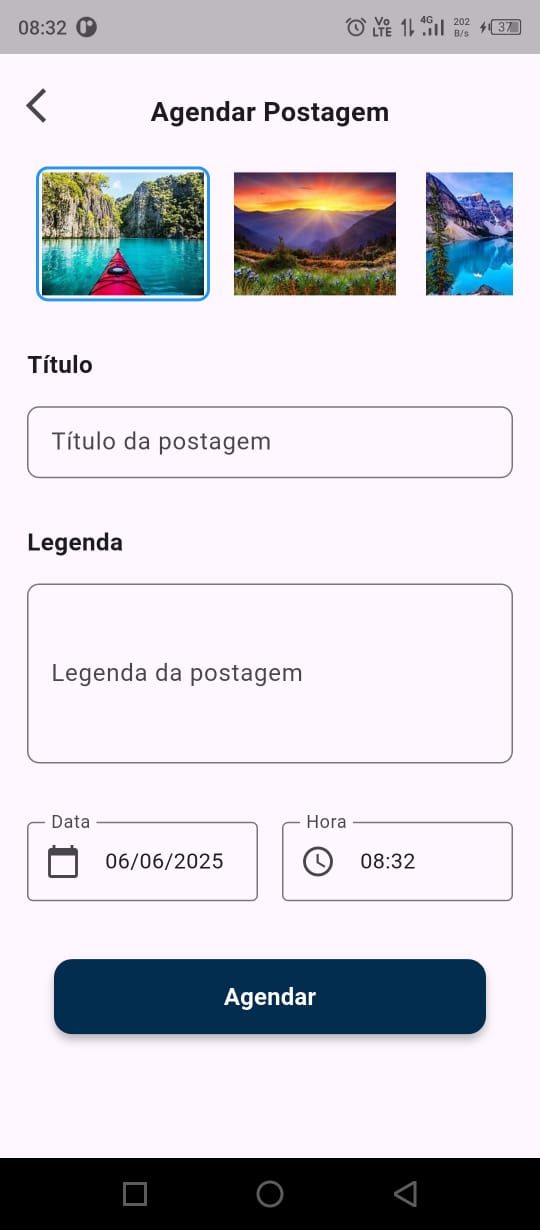 08:32 Vo LTE 4G 202 B/s 37
Agendar Postagem
Título
Título da postagem
Legenda
Legenda da postagem
Data Hora
06/06/2025 08:32
Agendar